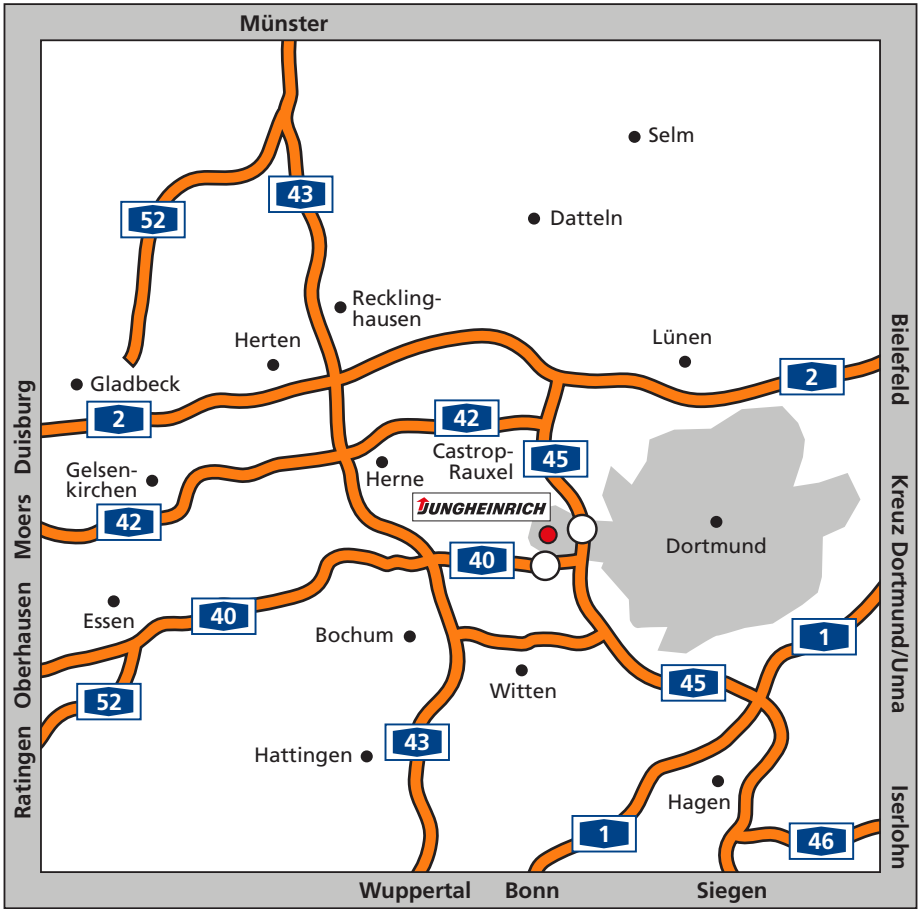 Münster
Selm
43
52
Datteln
Reckling-
hausen
Herten
Lünen
Bielefeld
2
Gladbeck
Duisburg
2
42
Castrop-
Rauxel
45
Gelsen-
kirchen
Herne
Moers
42
JUNGHEINRICH
Kreuz Dortmund/Unna
Dortmund
40
Essen
40
Oberhausen
Bochum
1
Witten
45
52
Ratingen
43
Hattingen
Hagen
Iserlohn
1
46
Wuppertal
Bonn
Siegen